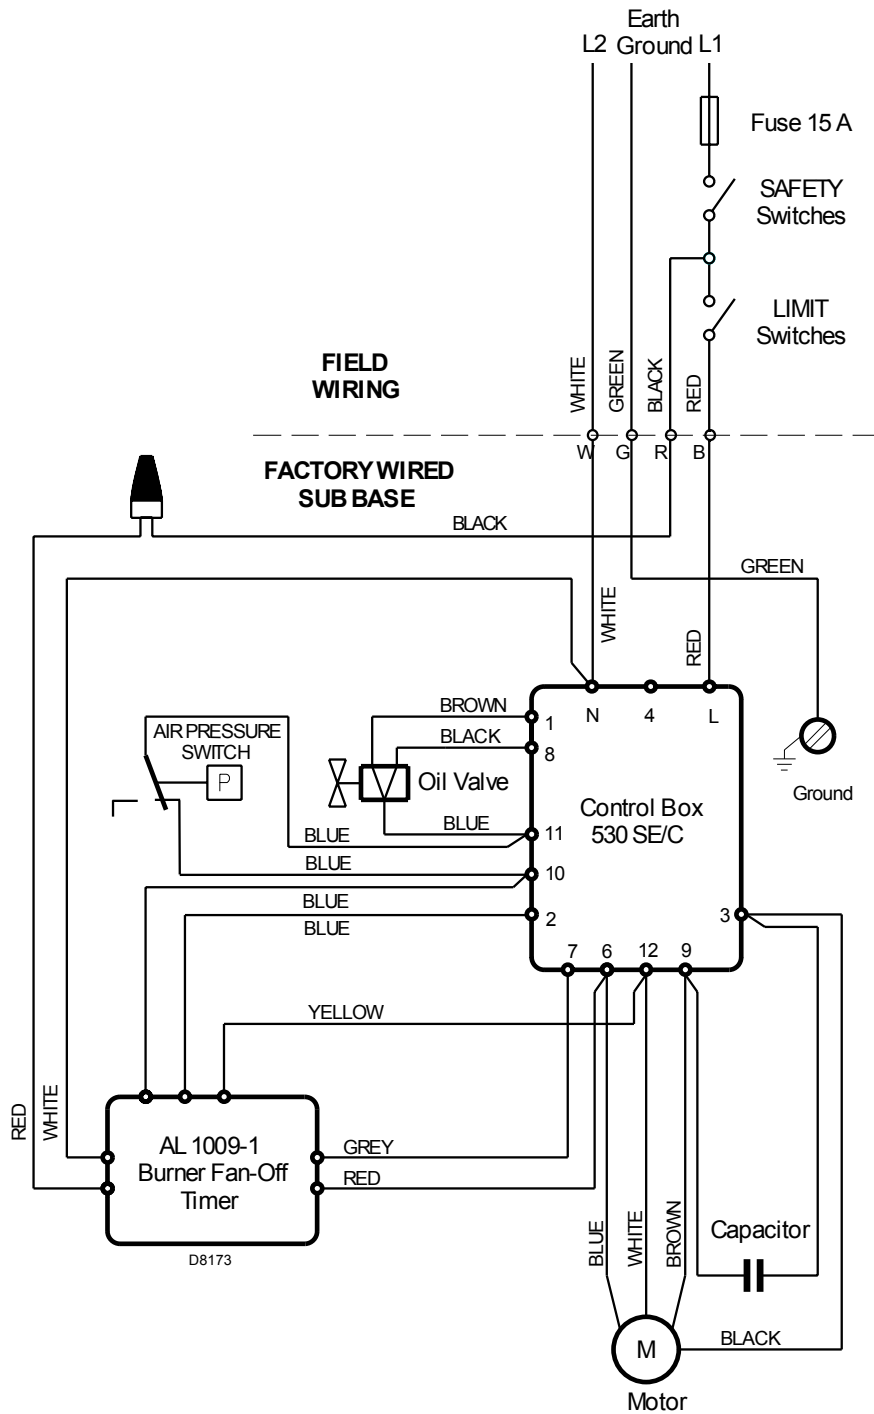 Earth
L2 Ground L1
Fuse 15 A
SAFETY
Switches
LIMIT
Switches
FIELD
WIRING
WHITE
GREEN
BLACK
RED
W G R B
FACTORY WIRED
SUB BASE
BLACK
GREEN
WHITE
RED
BROWN
1 N 4 L
AIR PRESSURE
SWITCH
BLACK
8
P
Oil Valve
Ground
Control Box
530 SE/C
BLUE
11
BLUE
BLUE
10
BLUE
2
3
BLUE
7 6 12 9
YELLOW
RED
WHITE
AL 1009-1
Burner Fan-Off
Timer
GREY
RED
D8173
BLUE
WHITE
BROWN
Capacitor
M
BLACK
Motor